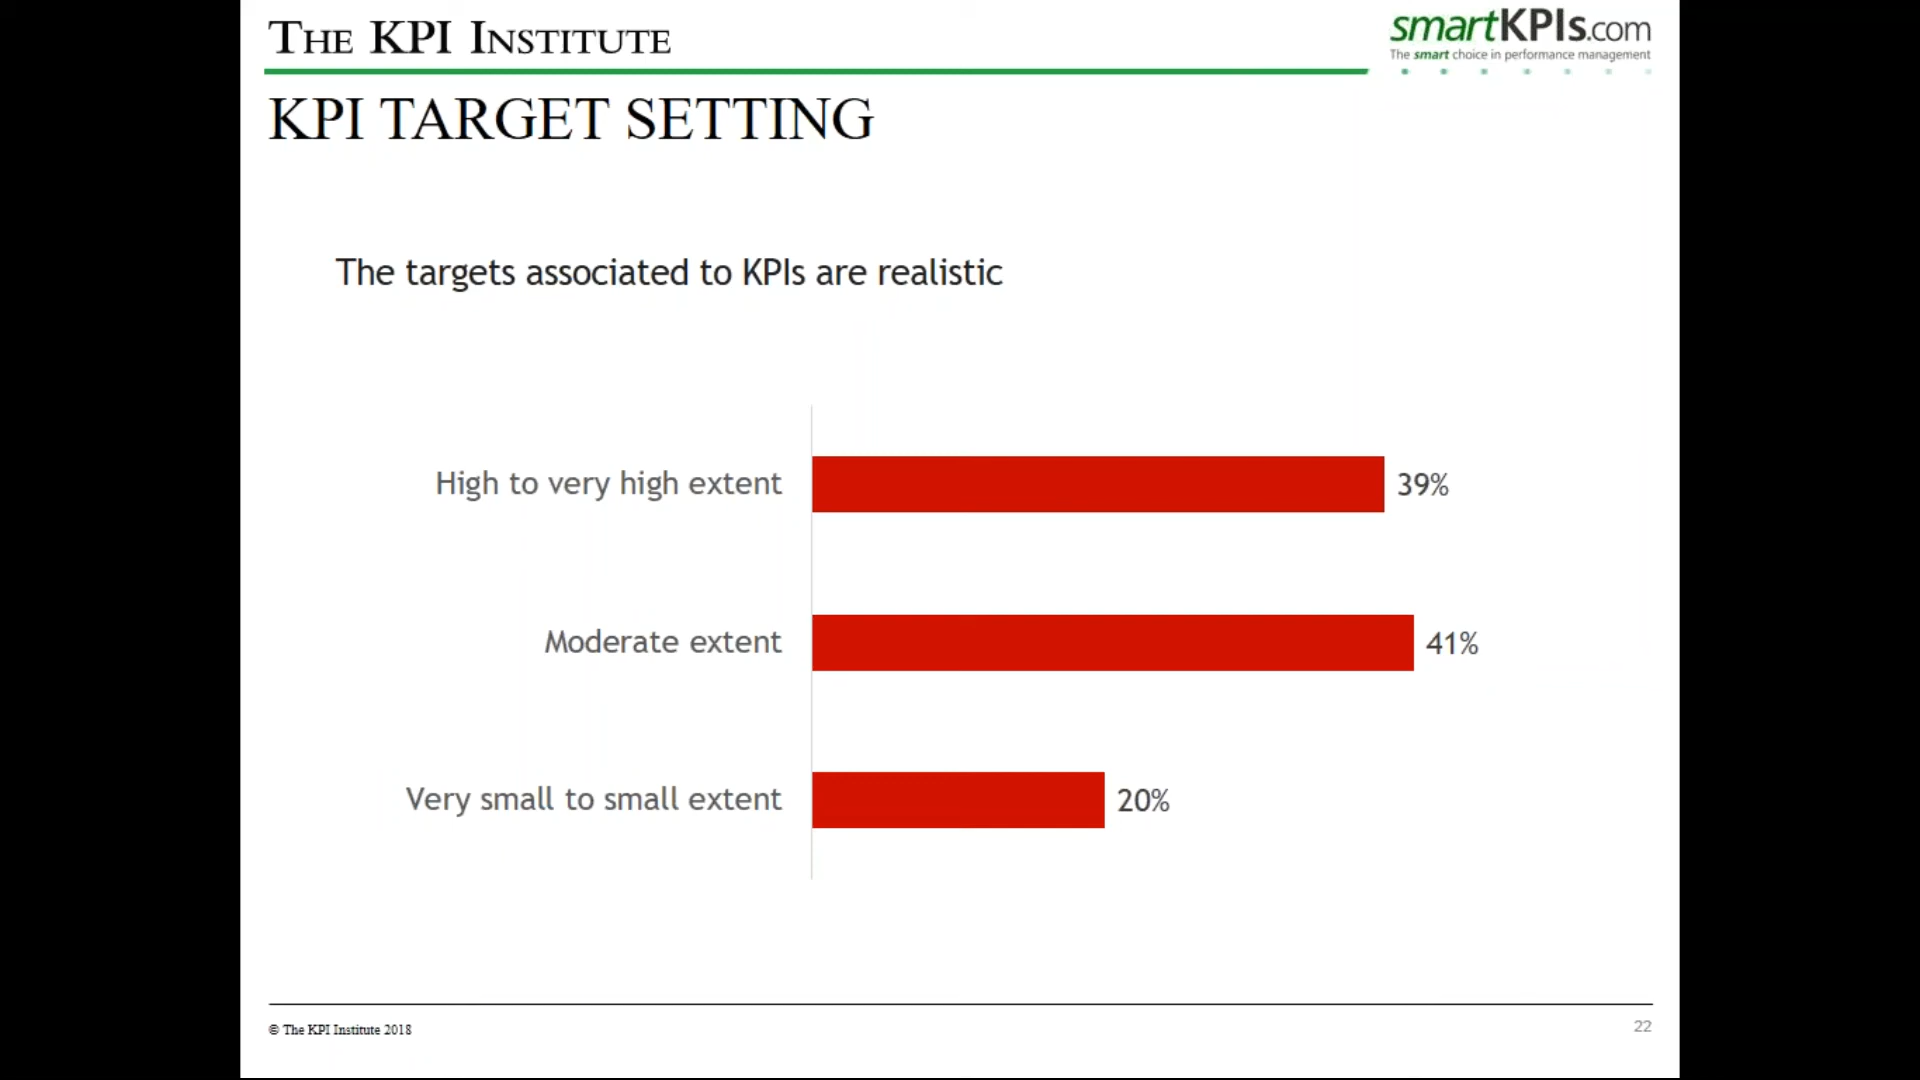 THE KPI INSTITUTE
smartKPIs.com
The smart choice in performance management
KPI TARGET SETTING
The targets associated to KPIs are realistic
High to very high extent 39%
Moderate extent 41%
Very small to small extent 20%
© The KPI Institute 2018
22